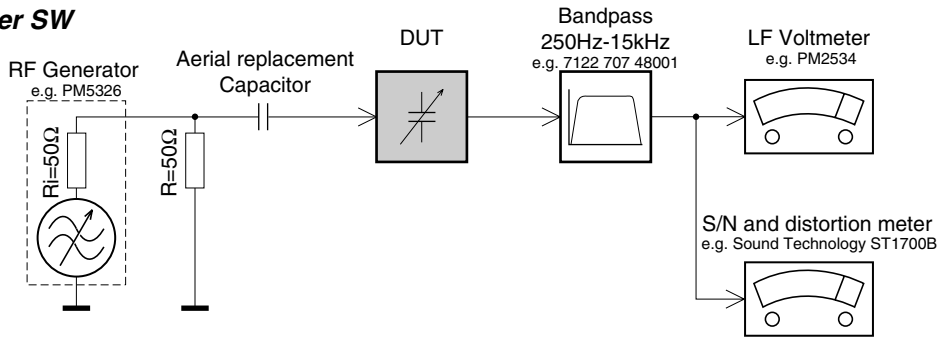 er SW
RF Generator
e.g. PM5326
Ri=50Ω
R=50Ω
Aerial replacement
Capacitor
DUT
Bandpass
250Hz-15kHz
e.g. 7122 707 48001
LF Voltmeter
e.g. PM2534
S/N and distortion meter
e.g. Sound Technology ST1700B